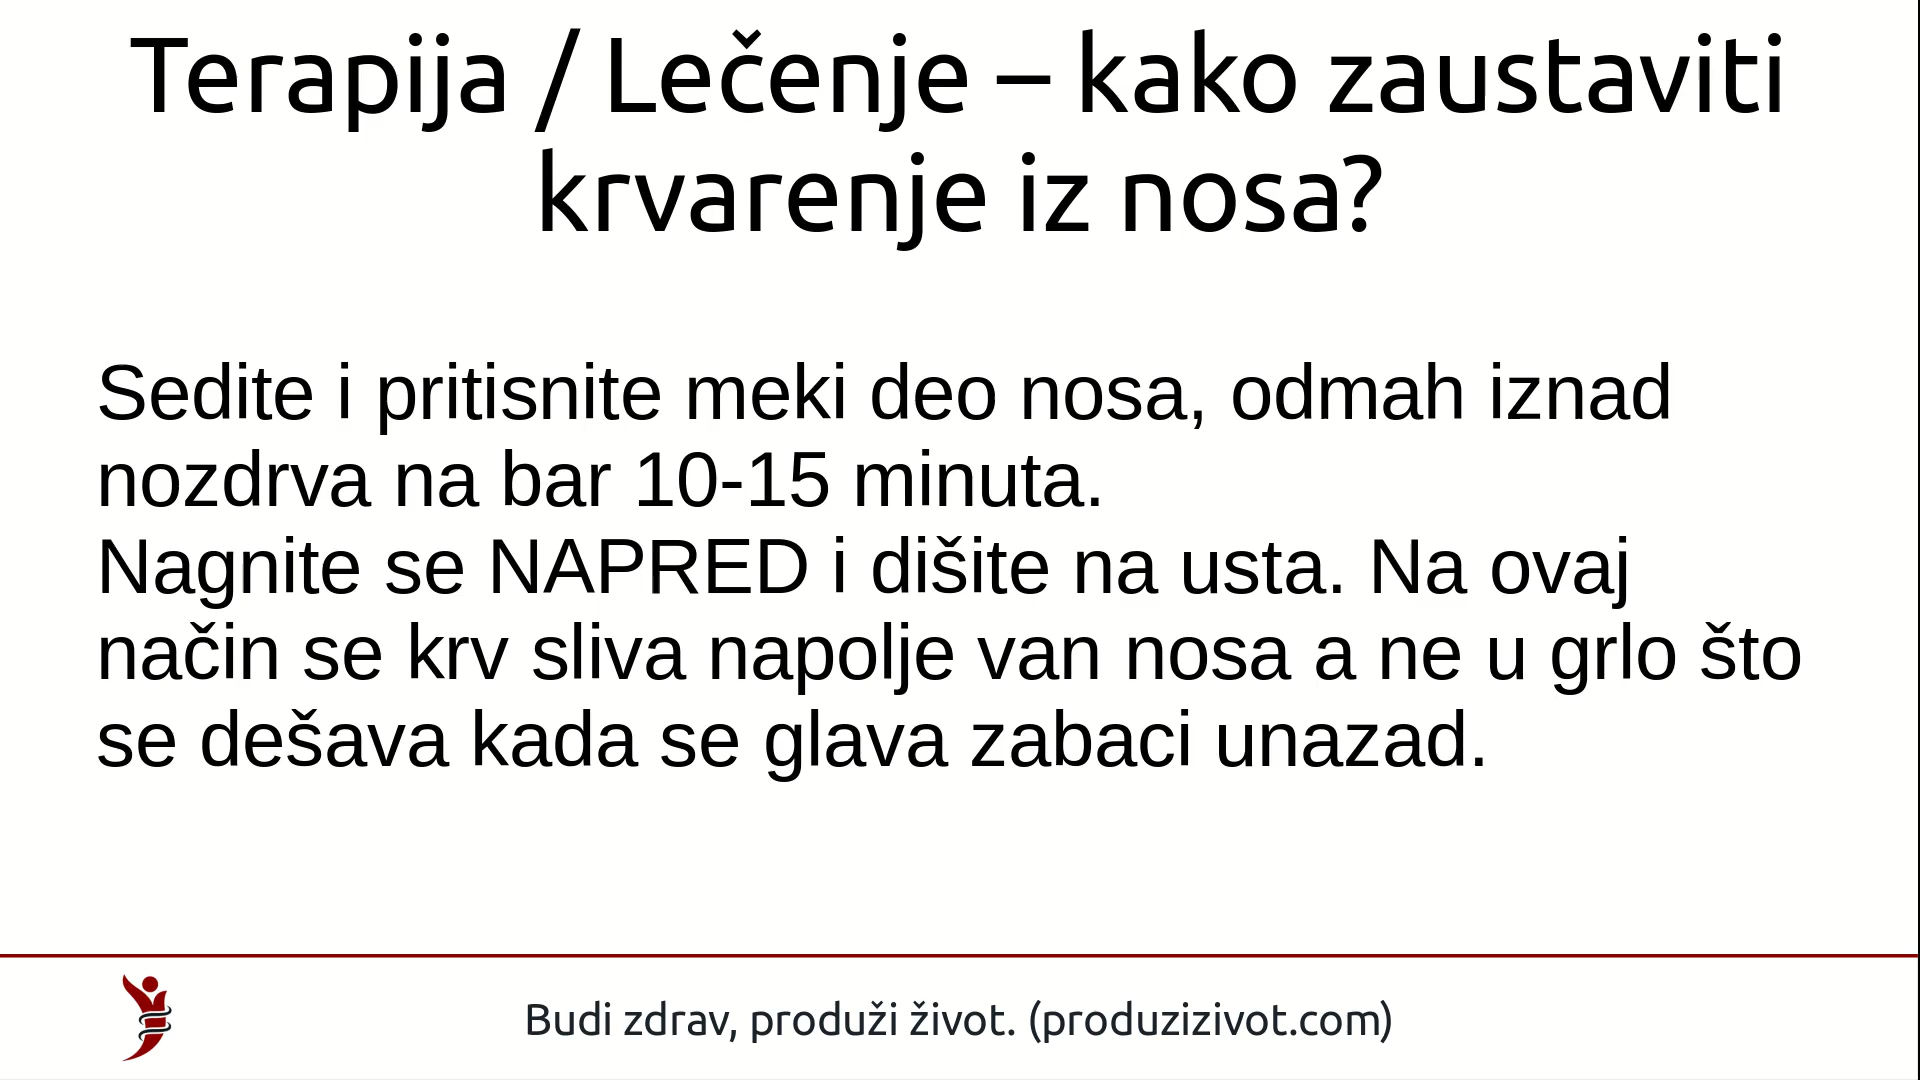 Terapija / Lečenje – kako zaustaviti
krvarenje iz nosa?
Sedite i pritisnite meki deo nosa, odmah iznad
nozdrva na bar 10-15 minuta.
Nagnite se NAPRED i dišite na usta. Na ovaj
način se krv sliva napolje van nosa a ne u grlo što
se dešava kada se glava zabaci unazad.
Budi zdrav, produži život. (produzizivot.com)